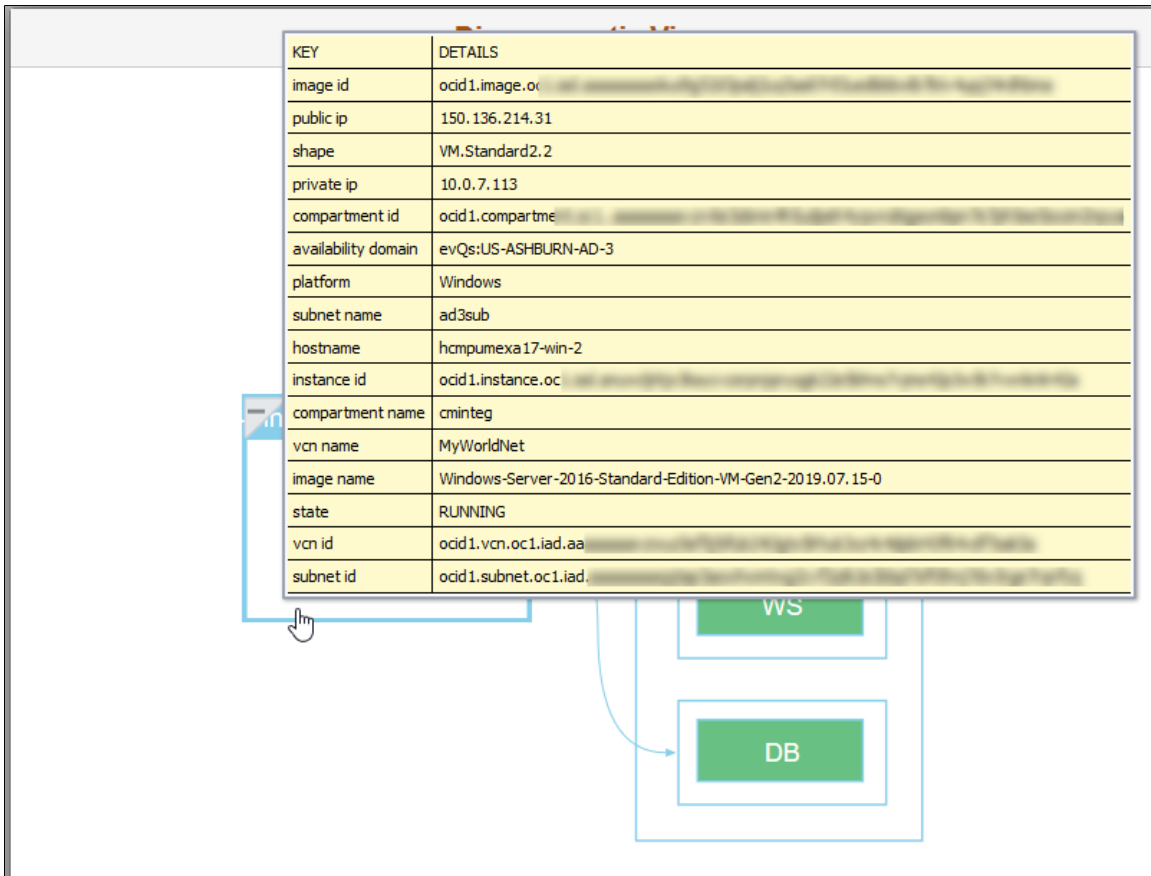 KEY DETAILS
image id ocid1.image.oc
public ip 150.136.214.31
shape VM.Standard2.2
private ip 10.0.7.113
compartment id ocid1.compartme
availability domain evQs:US-ASHBURN-AD-3
platform Windows
subnet name ad3sub
hostname hcmpumexa17-win-2
instance id ocid1.instance.oc
compartment name cminteg
vcn name MyWorldNet
image name Windows-Server-2016-Standard-Edition-VM-Gen2-2019.07.15-0
state RUNNING
vcn id ocid1.vcn.oc1.iad.aa
subnet id ocid1.subnet.oc1.iad.
WS
DB